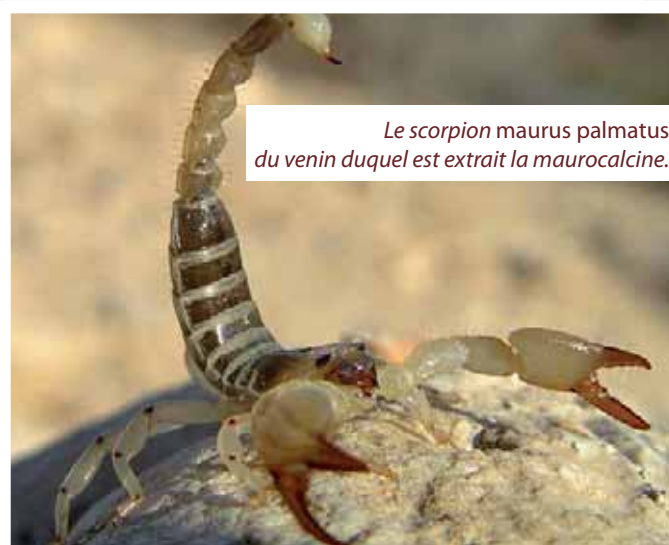 Le scorpion maurus palmatus
du venin duquel est extrait la maurocalcine.